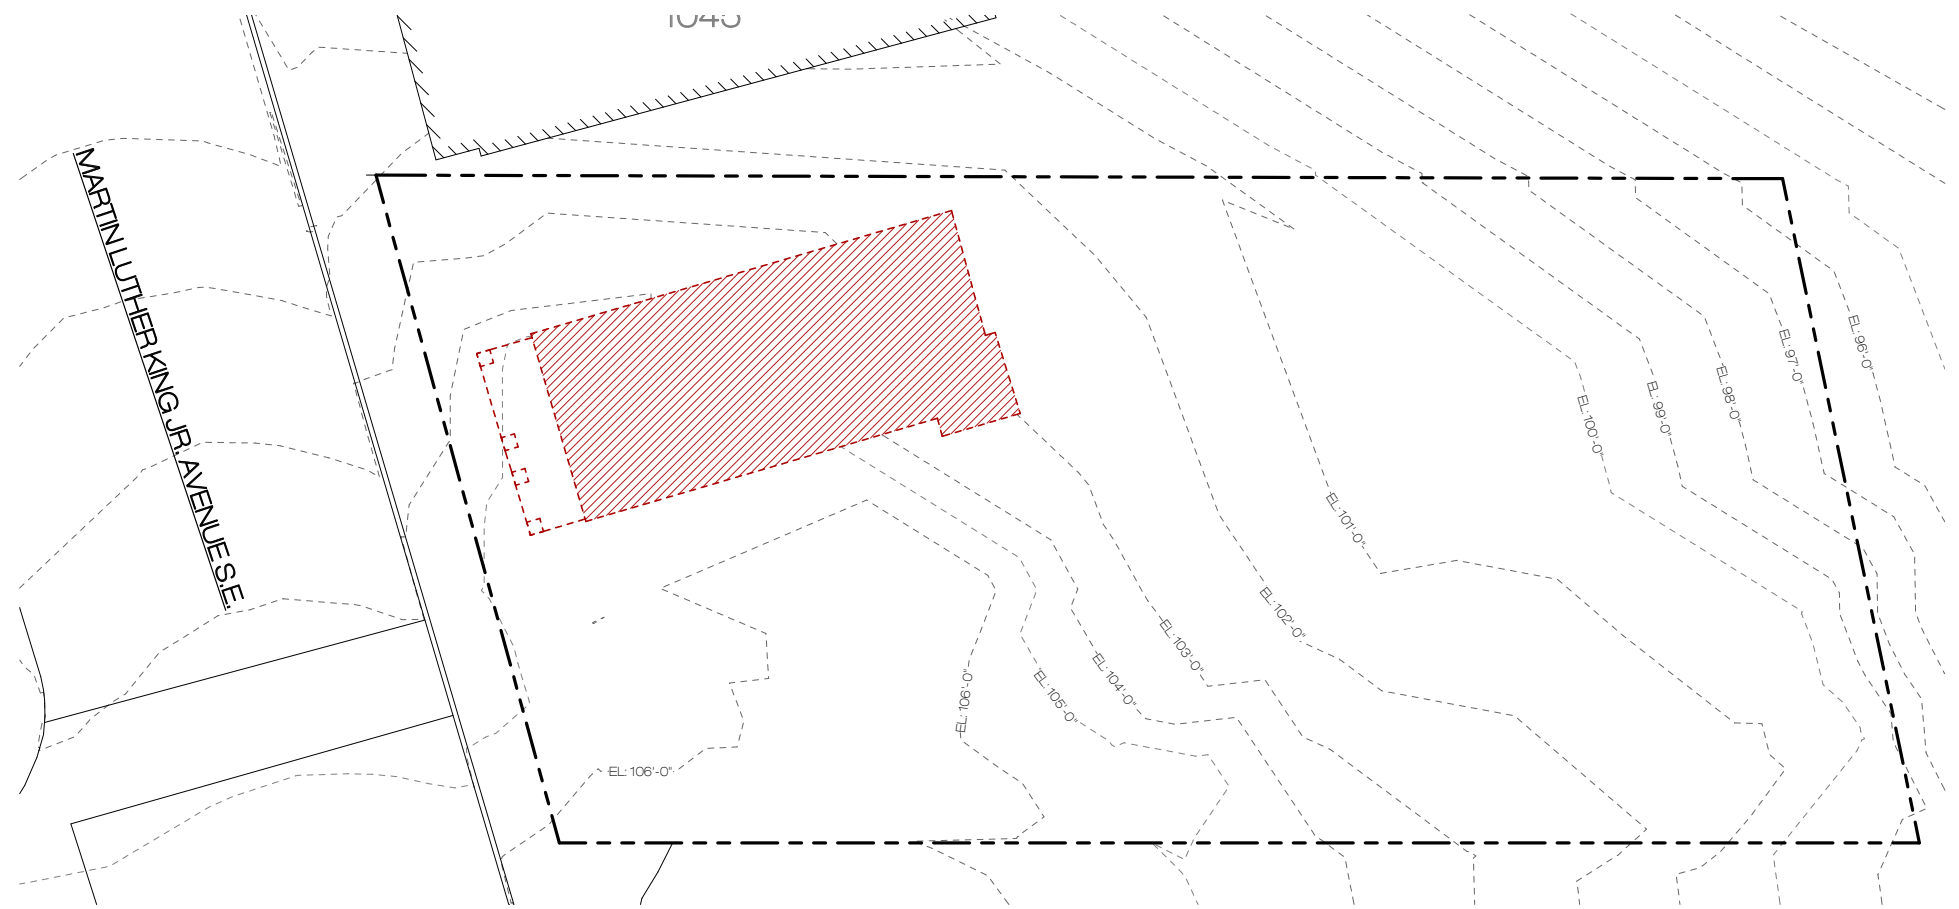 1045
MARTIN LUTHER KING JR. AVENUE S.E.
EL: 96'-0"
EL: 97'-0"
EL: 98'-0"
EL: 99'-0"
EL: 100'-0"
EL: 101'-0"
EL: 102'-0"
EL: 103'-0"
EL: 104'-0"
EL: 105'-0"
EL: 106'-0"
EL: 106'-0"